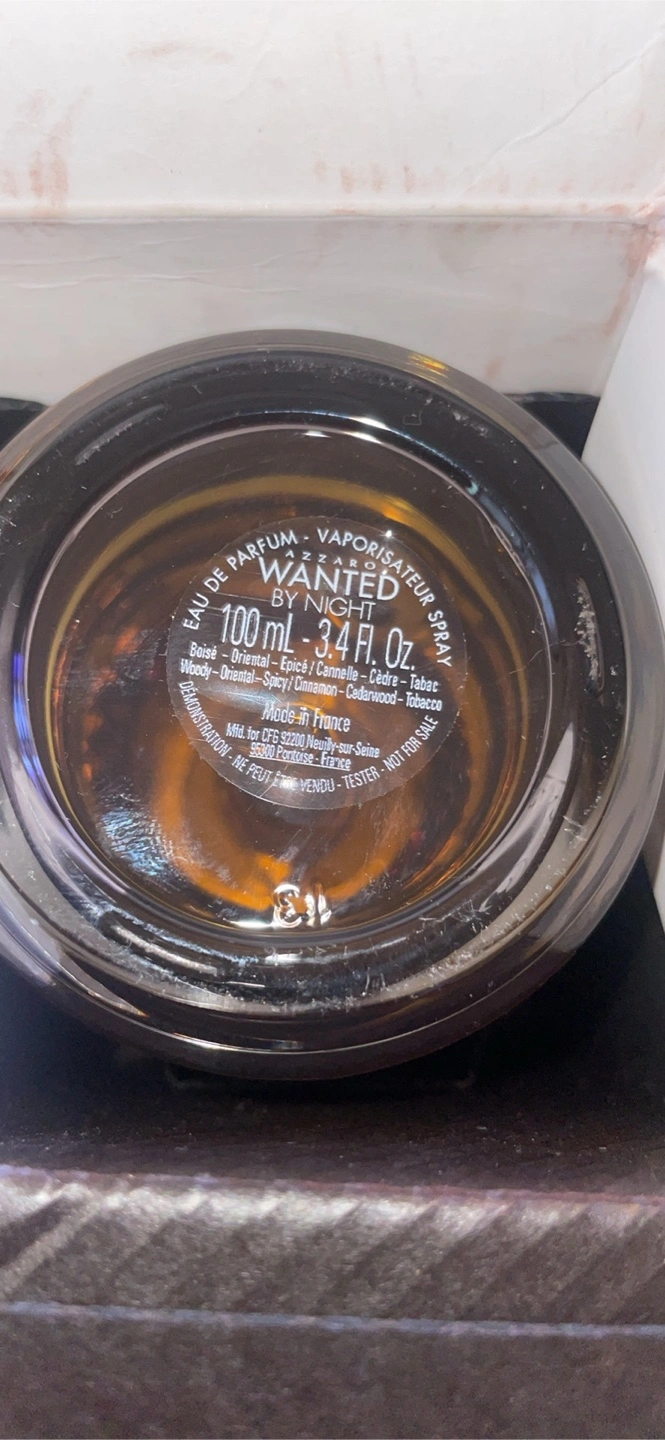 EAU DE PARFUM - VAPORISATEUR SPRAY
AZZARO
WANTED
BY NIGHT
100 mL - 3.4 Fl. Oz.
Boisé - Oriental - Épicé / Cannelle - Cèdre - Tabac
Woody - Oriental - Spicy / Cinnamon - Cedarwood - Tobacco
Made in France
Mfd. for CFG 92200 Neuilly-sur-Seine
95300 Pontoise - France
DÉMONSTRATION - NE PEUT ÊTRE VENDU - TESTER - NOT FOR SALE